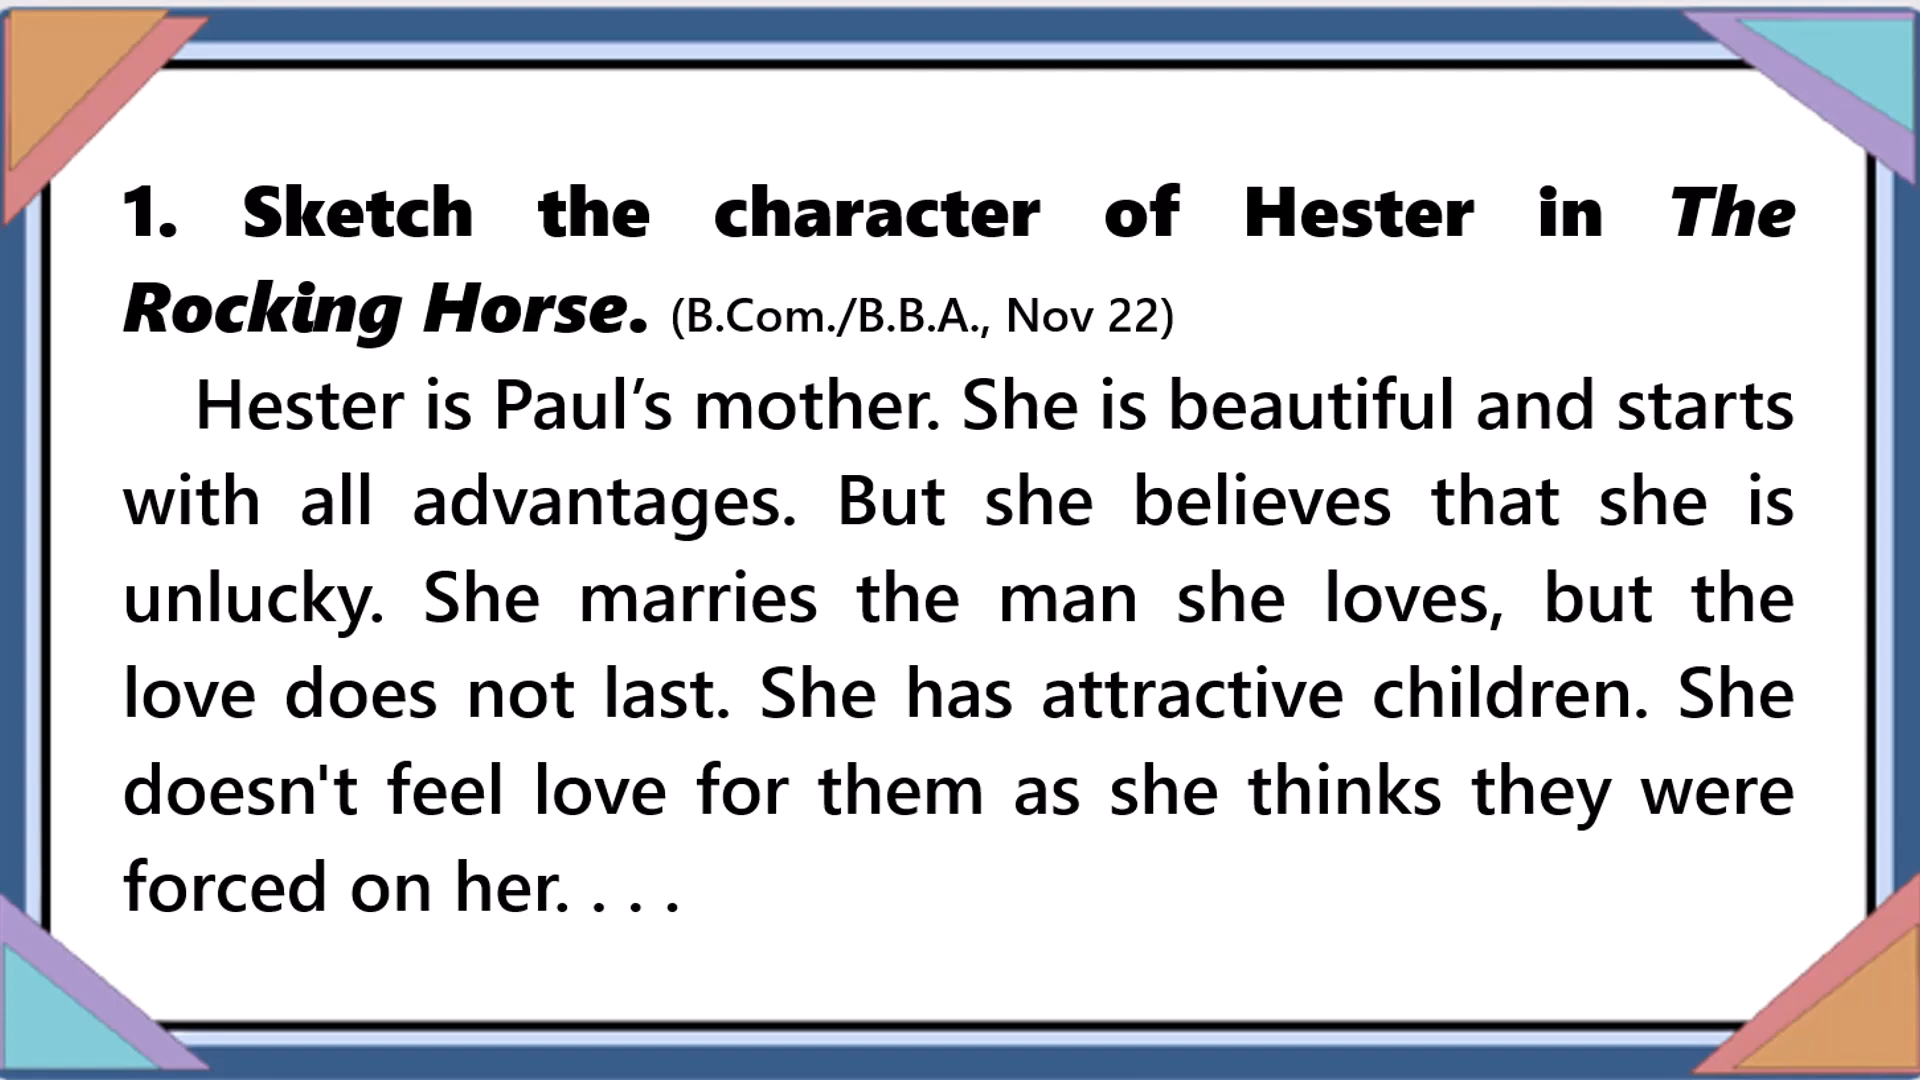 1. Sketch the character of Hester in The
Rocking Horse. (B.Com./B.B.A., Nov 22)
Hester is Paul’s mother. She is beautiful and starts
with all advantages. But she believes that she is
unlucky. She marries the man she loves, but the
love does not last. She has attractive children. She
doesn't feel love for them as she thinks they were
forced on her. . . .